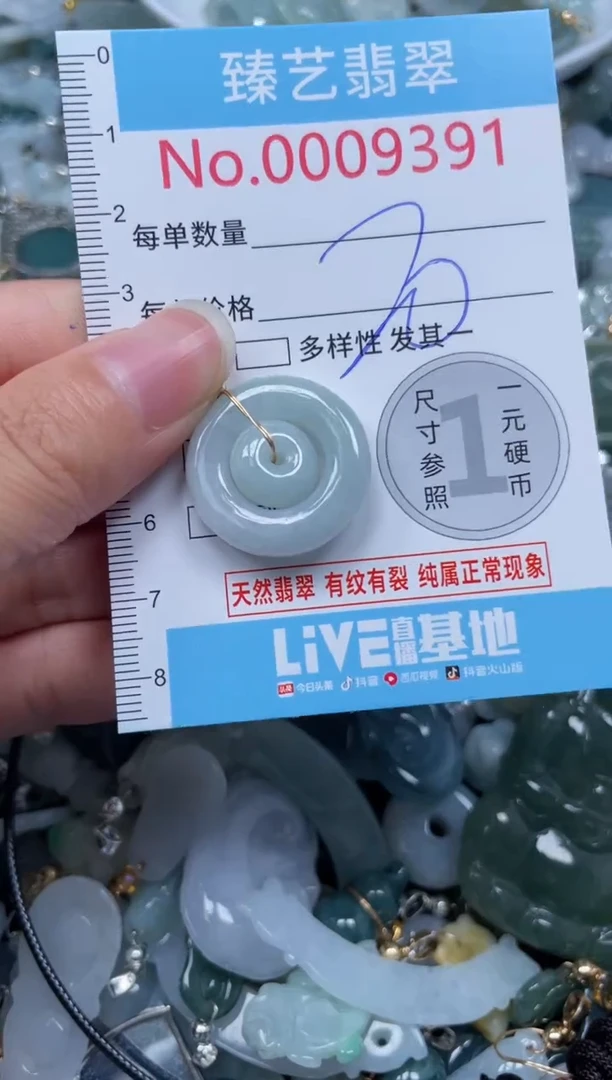 臻艺翡翠
No.0009391
0
1
2
3
6
7
8
每单数量
价格
多样性 发其一
尺寸参照
1
一元硬币
天然翡翠 有纹有裂 纯属正常现象
LiVE直播基地
头条 今日头条 抖音 西瓜视频 抖音火山版